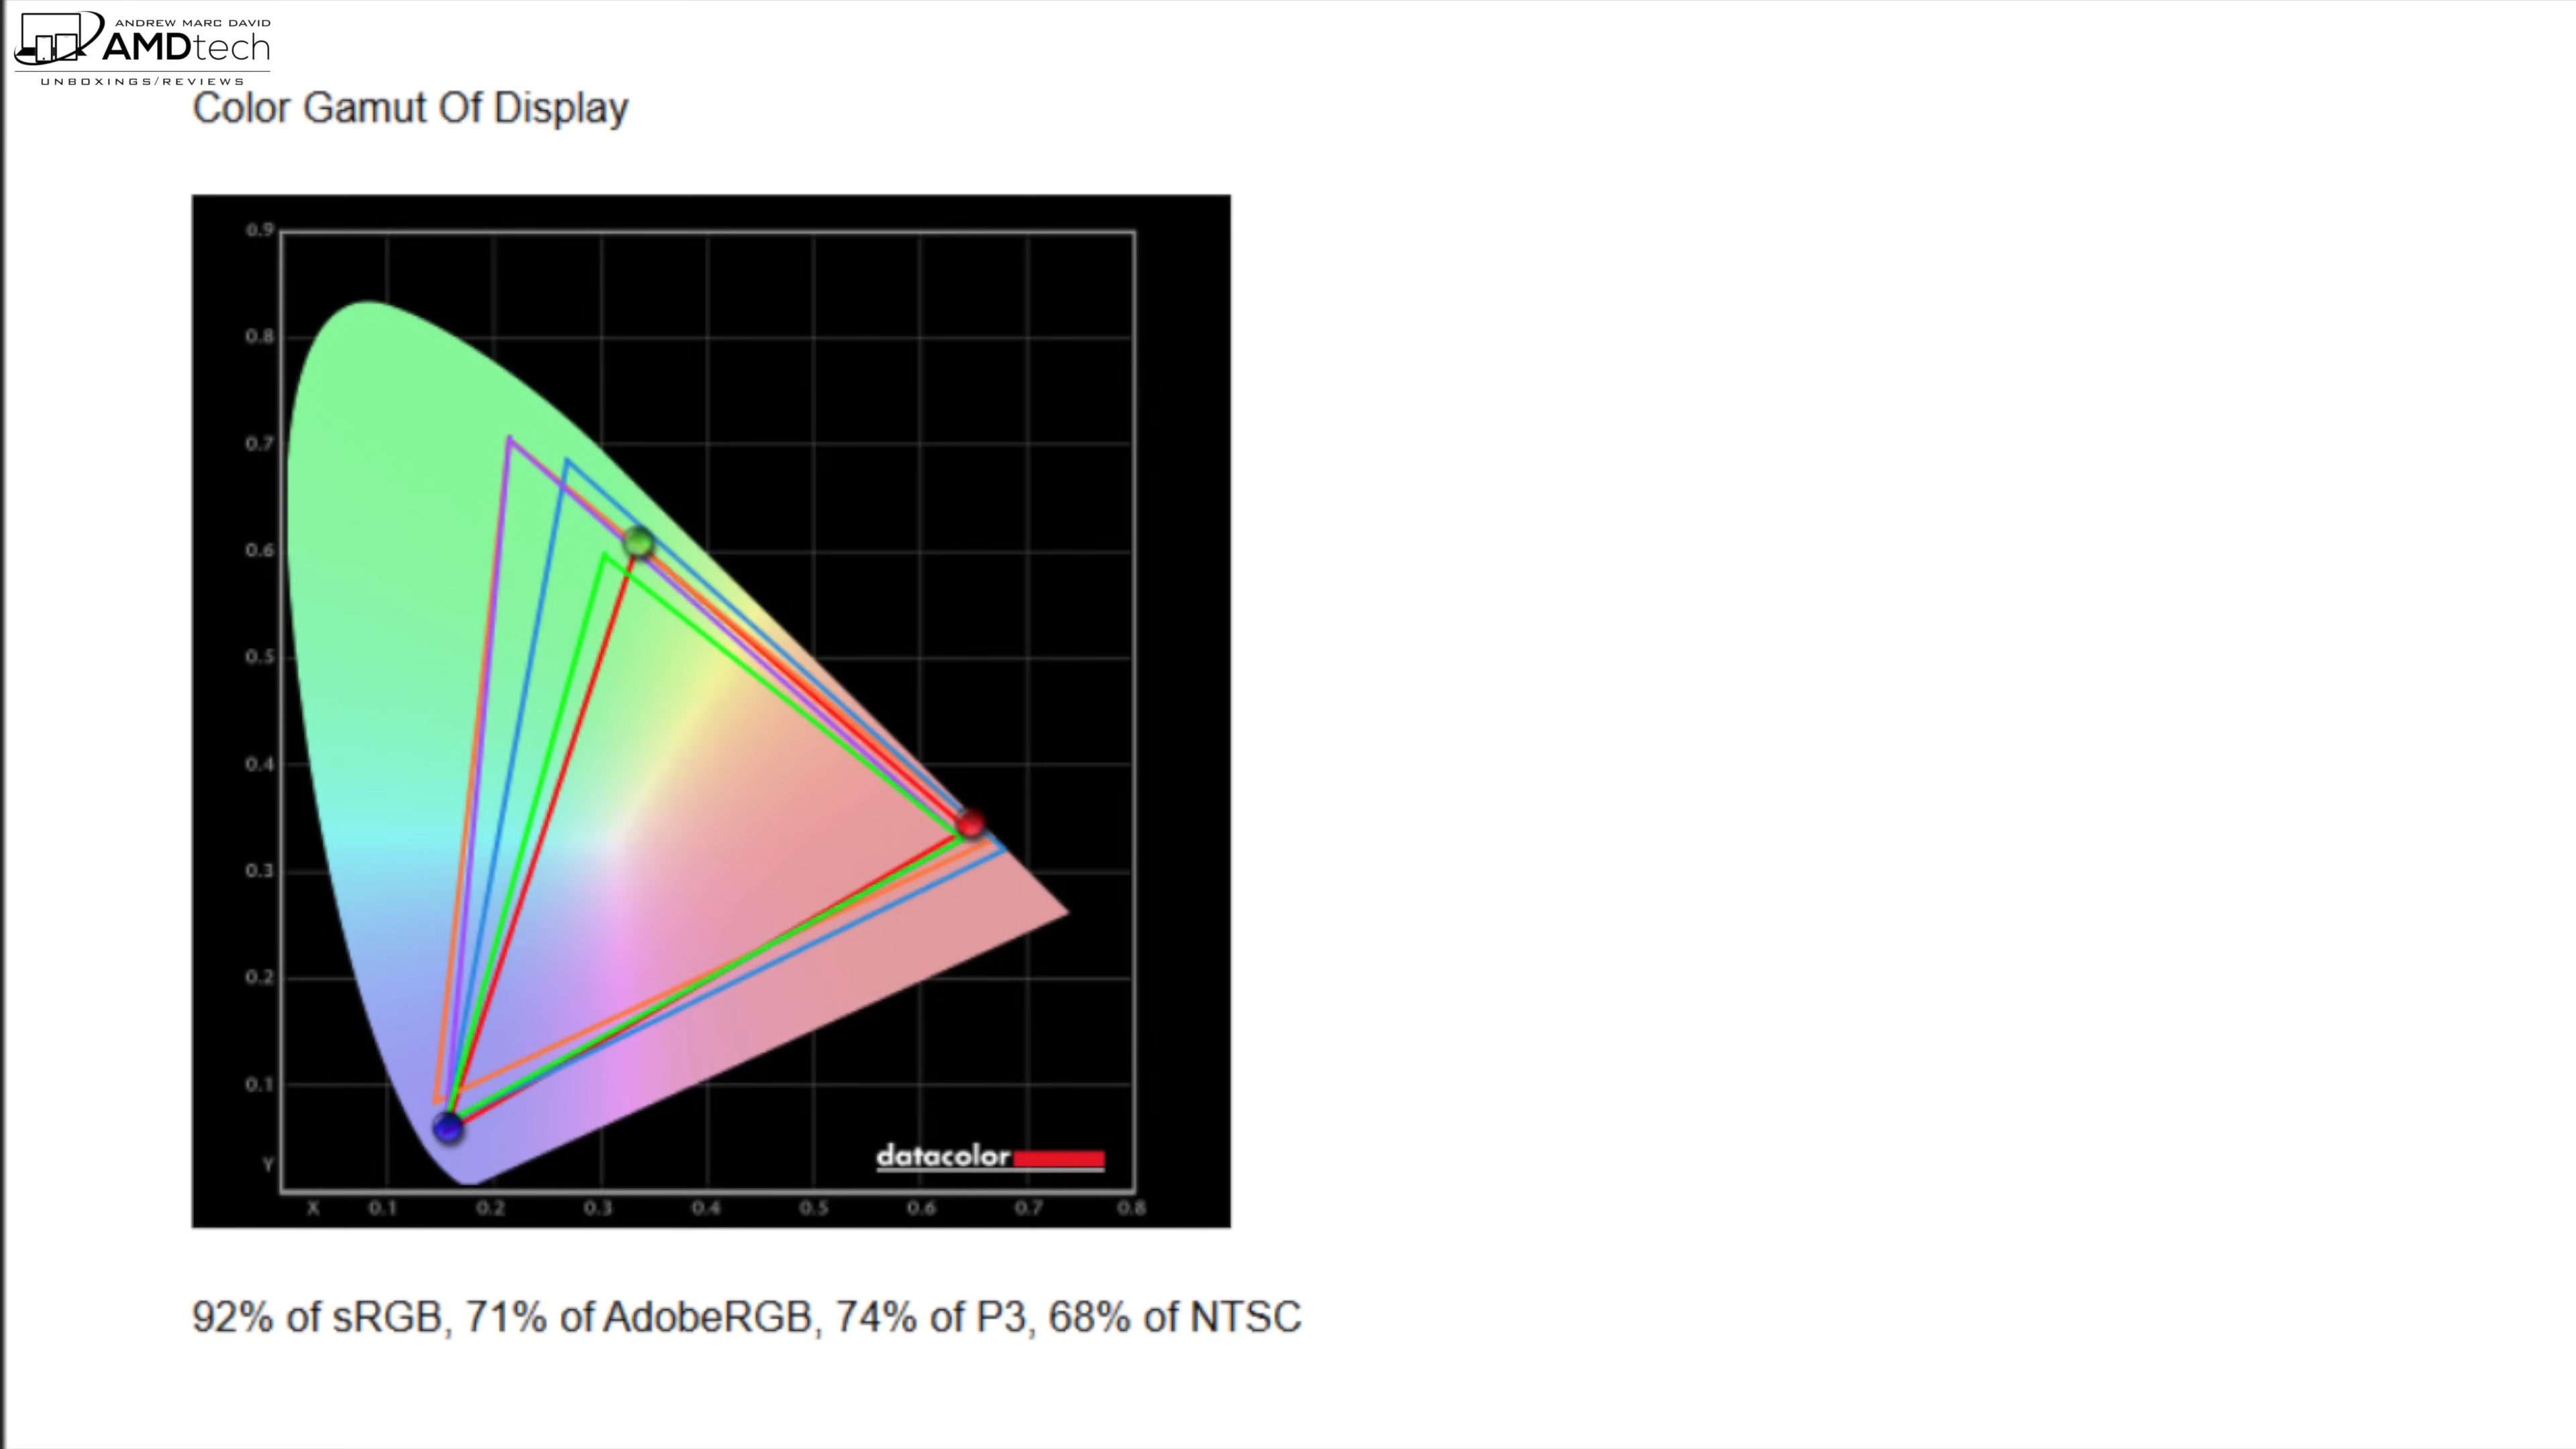 ANDREW MARC DAVID
AMDtech
UNBOXINGS/REVIEWS
Color Gamut Of Display
0.9
0.8
0.7
0.6
0.5
0.4
0.3
0.2
0.1
Y
datacolor
X 0.1 0.2 0.3 0.4 0.5 0.6 0.7 0.8
92% of sRGB, 71% of AdobeRGB, 74% of P3, 68% of NTSC